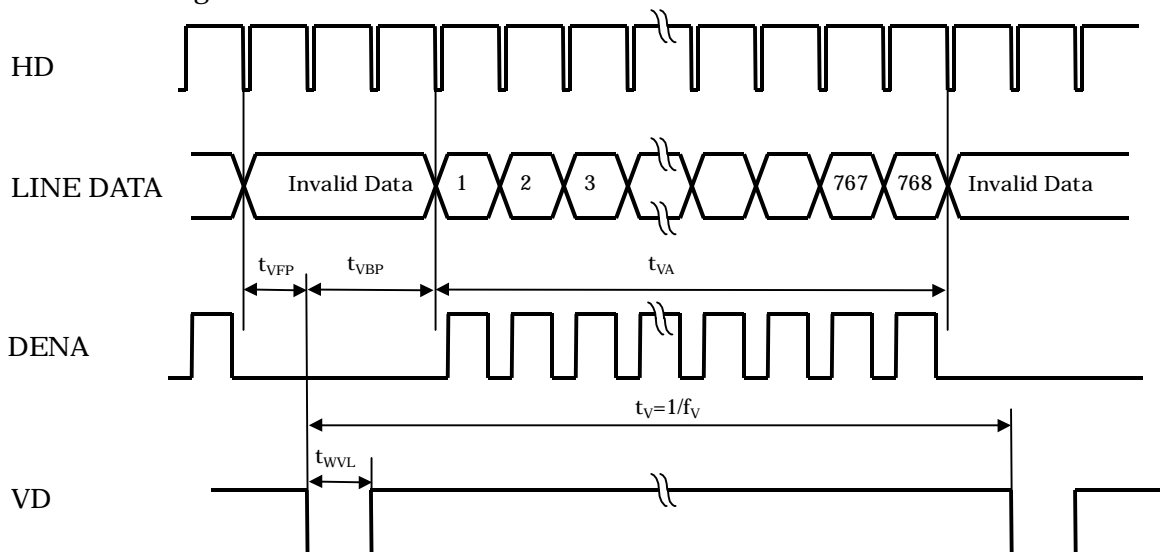 HD
LINE DATA
Invalid Data 1 2 3 767 768 Invalid Data
tVFP tVBP tVA
DENA
tV=1/fV
tWVL
VD